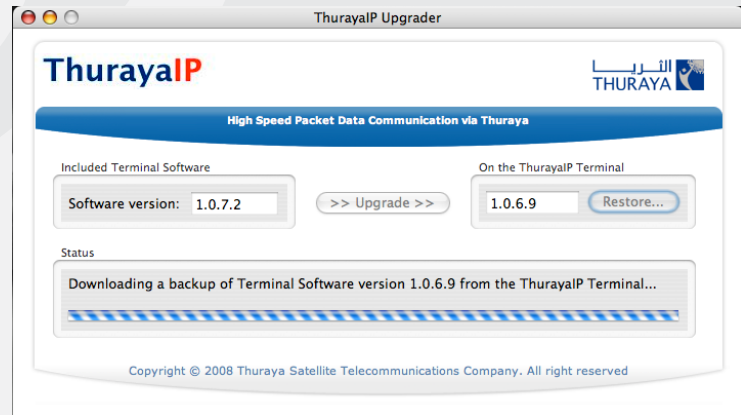 ThurayaIP Upgrader
ThurayaIP
الثريا
THURAYA
High Speed Packet Data Communication via Thuraya
Included Terminal Software
On the ThurayaIP Terminal
Software version: 1.0.7.2
>> Upgrade >>
1.0.6.9
Restore...
Status
Downloading a backup of Terminal Software version 1.0.6.9 from the ThurayaIP Terminal...
Copyright © 2008 Thuraya Satellite Telecommunications Company. All right reserved